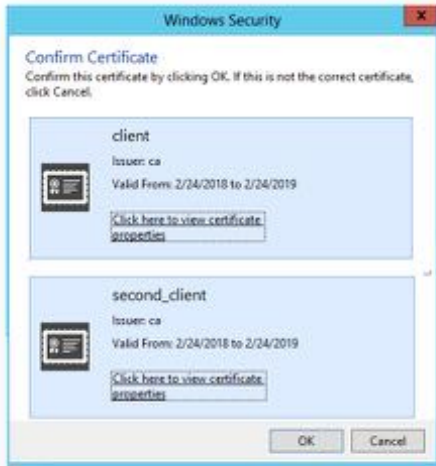 Windows Security
x
Confirm Certificate
Confirm this certificate by clicking OK. If this is not the correct certificate,
click Cancel.
client
Issuer: ca
Valid From: 2/24/2018 to 2/24/2019
Click here to view certificate
properties
second_client
Issuer: ca
Valid From: 2/24/2018 to 2/24/2019
Click here to view certificate
properties
OK
Cancel